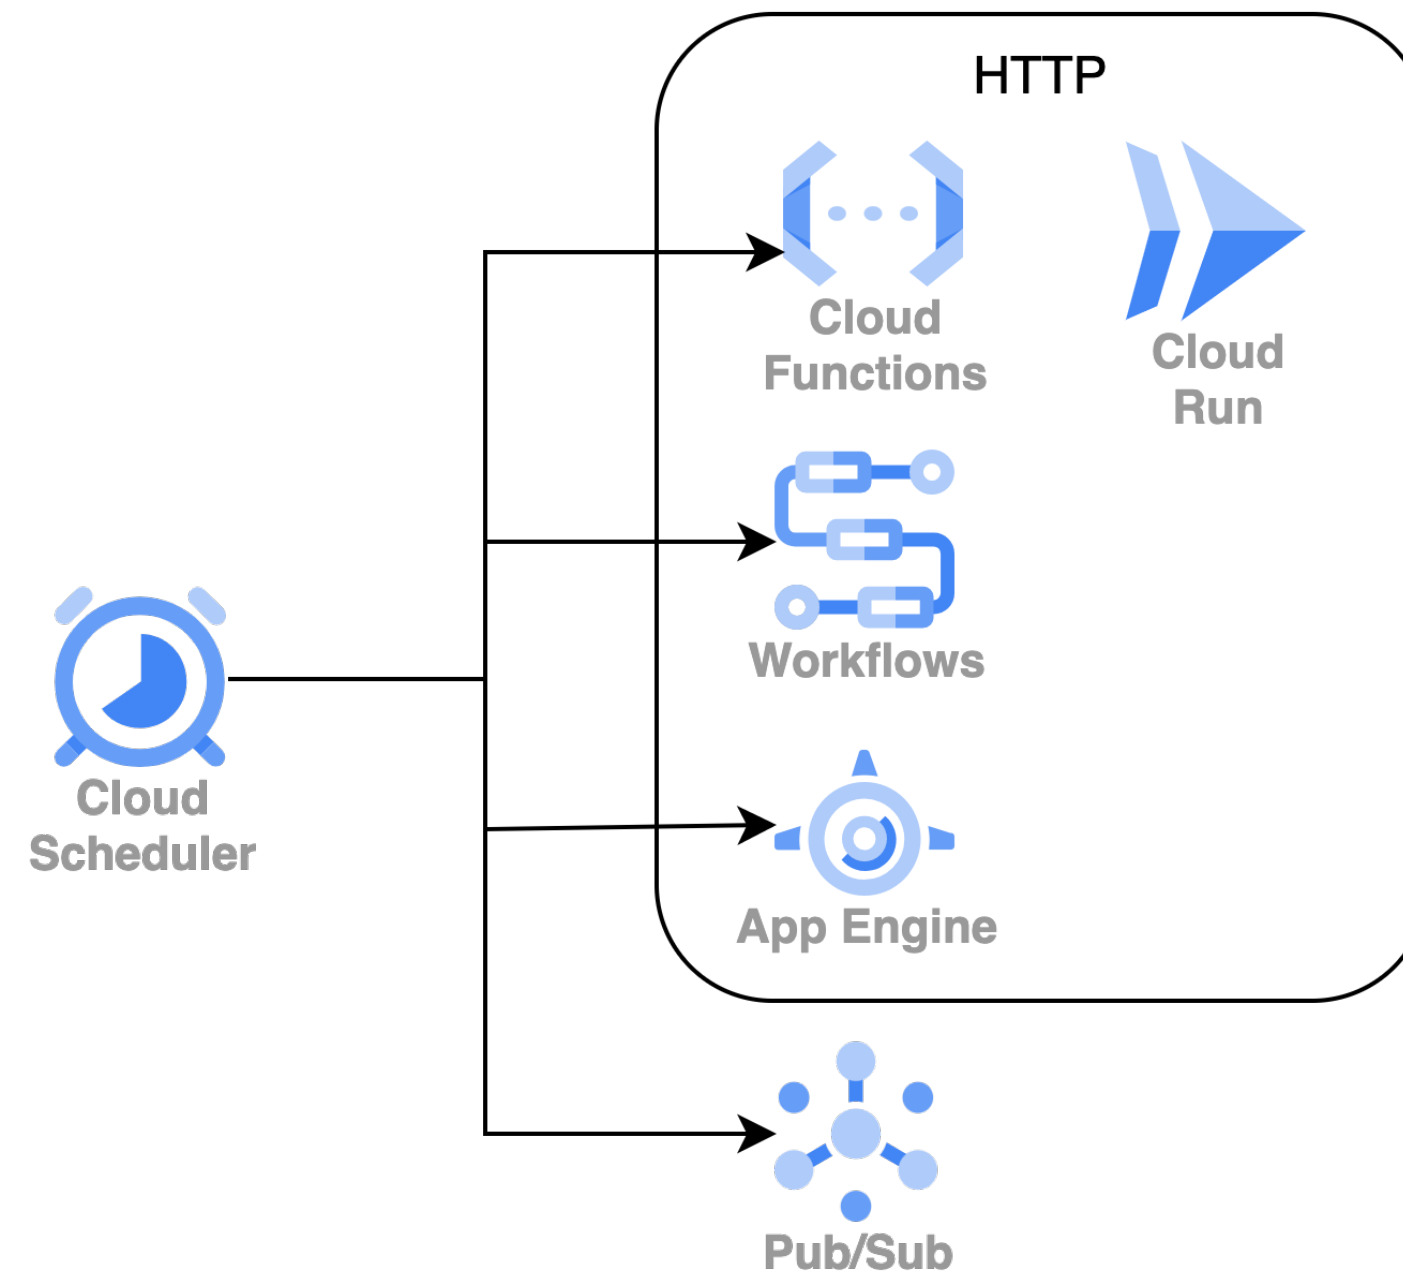 HTTP
Cloud
Functions
Cloud
Run
Workflows
Cloud
Scheduler
App Engine
Pub/Sub